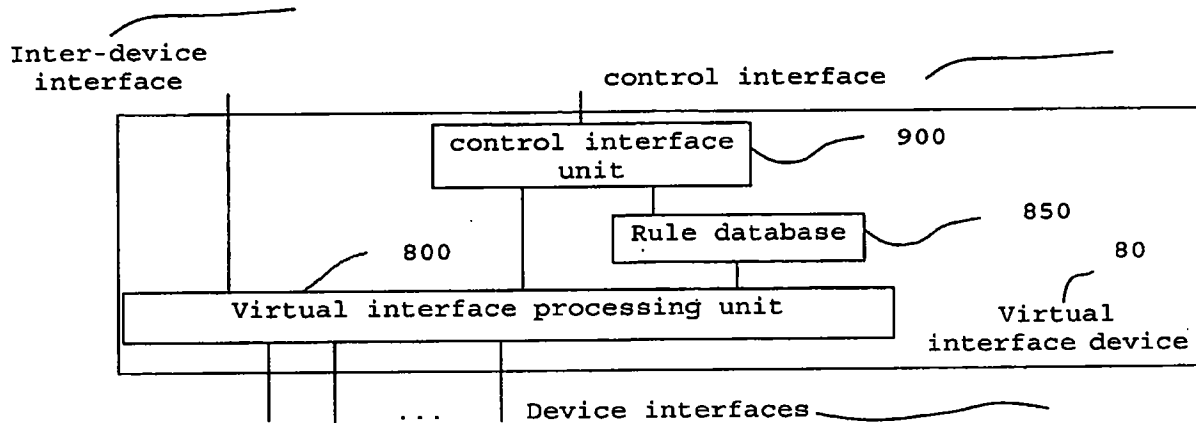 Inter-device
interface
control interface
control interface
unit
900
Rule database
850
800
80
Virtual interface processing unit
Virtual
interface device
...
Device interfaces